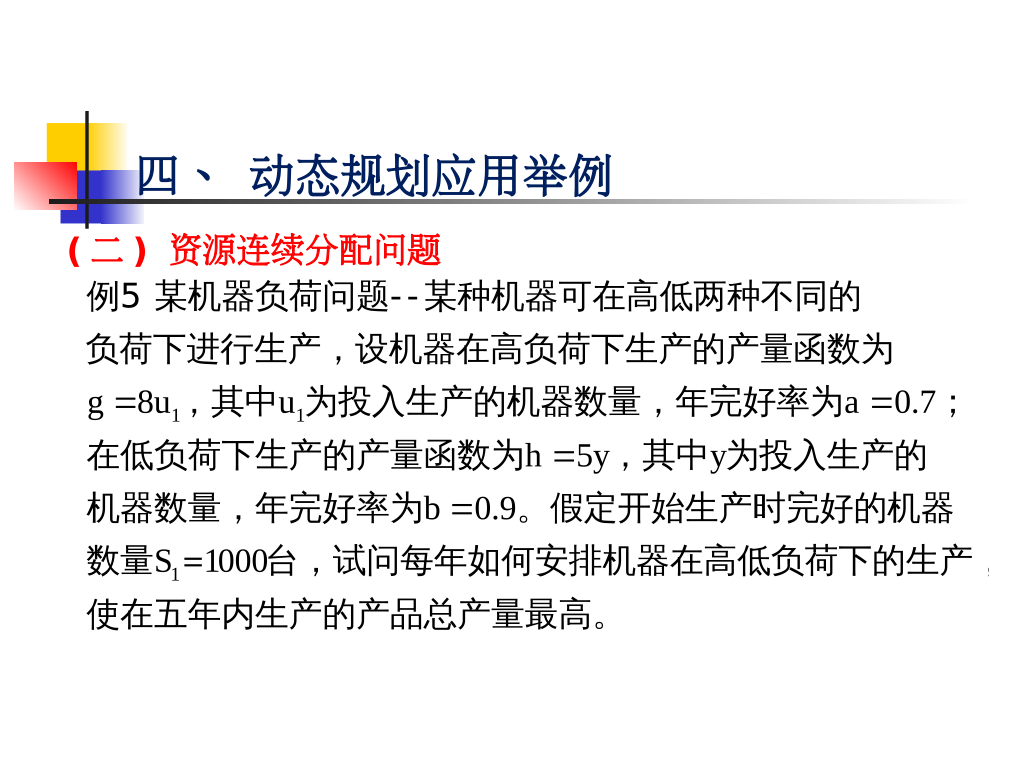 四、 动态规划应用举例
(二) 资源连续分配问题
例5 某机器负荷问题--某种机器可在高低两种不同的
负荷下进行生产，设机器在高负荷下生产的产量函数为
g =8u₁，其中u₁为投入生产的机器数量，年完好率为a =0.7；
在低负荷下生产的产量函数为h =5y，其中y为投入生产的
机器数量，年完好率为b =0.9。假定开始生产时完好的机器
数量S₁=1000台，试问每年如何安排机器在高低负荷下的生产，
使在五年内生产的产品总产量最高。